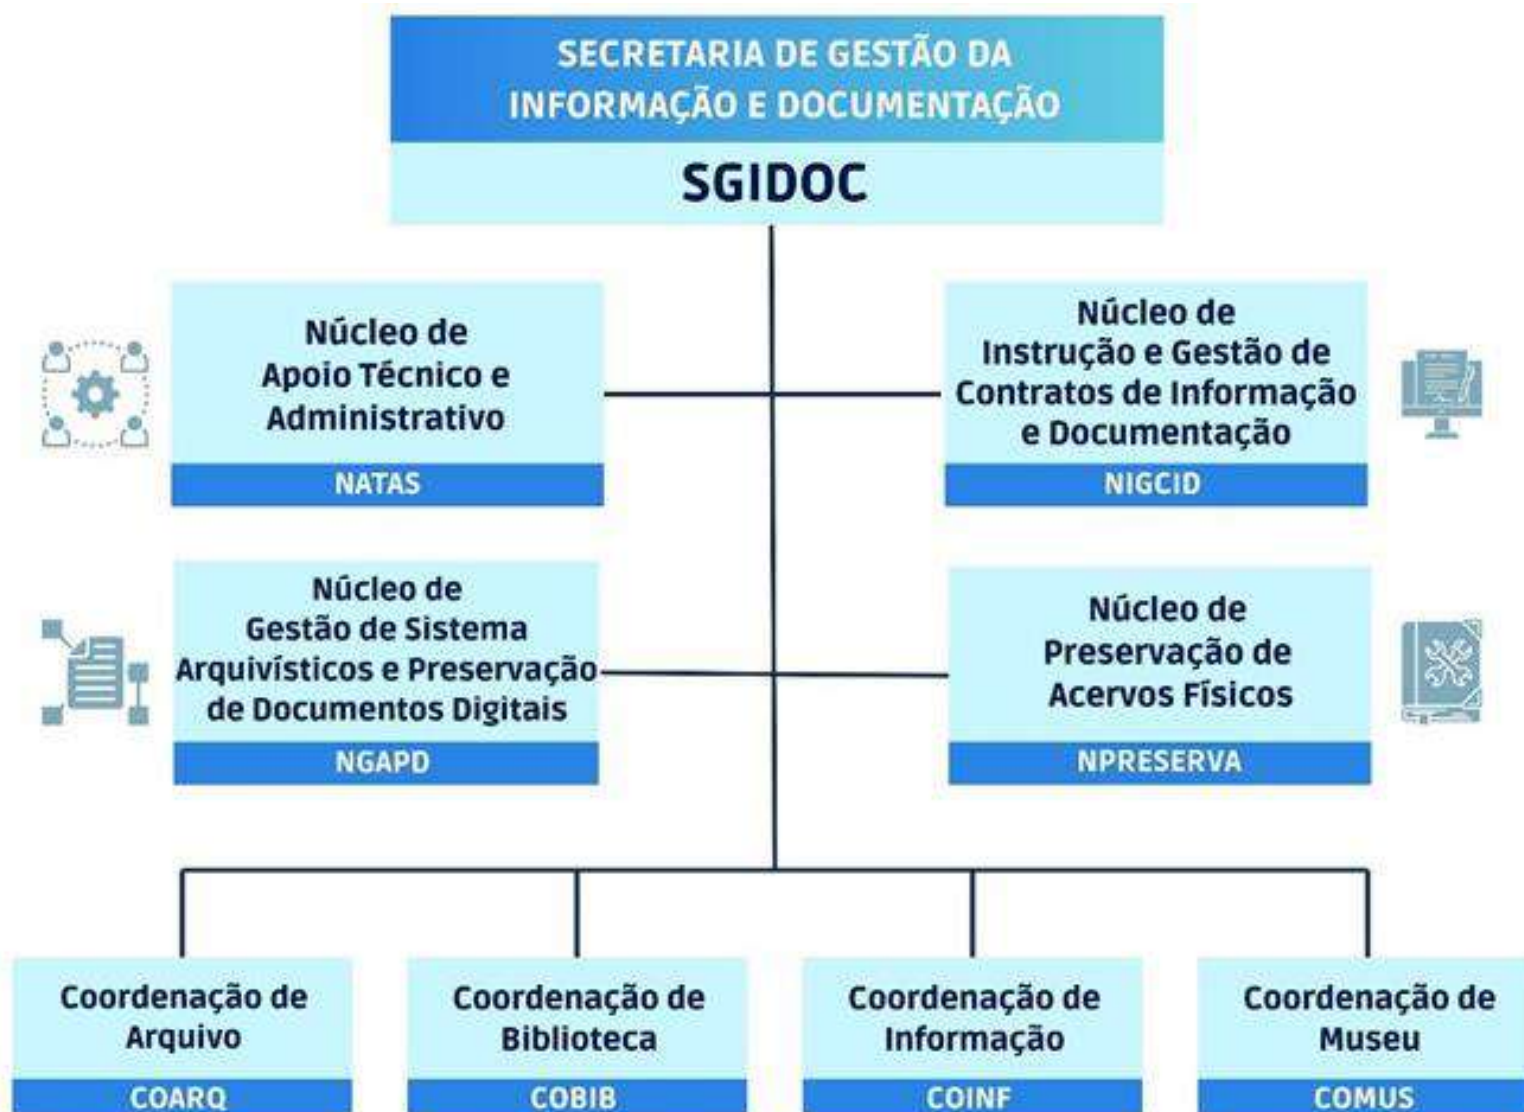 SECRETARIA DE GESTÃO DA
INFORMAÇÃO E DOCUMENTAÇÃO
SGIDOC
Núcleo de
Apoio Técnico e
Administrativo
NATAS
Núcleo de
Instrução e Gestão de
Contratos de Informação
e Documentação
NIGCID
Núcleo de
Gestão de Sistema
Arquivísticos e Preservação
de Documentos Digitais
NGAPD
Núcleo de
Preservação de
Acervos Físicos
NPRESERVA
Coordenação de
Arquivo
COARQ
Coordenação de
Biblioteca
COBIB
Coordenação de
Informação
COINF
Coordenação de
Museu
COMUS